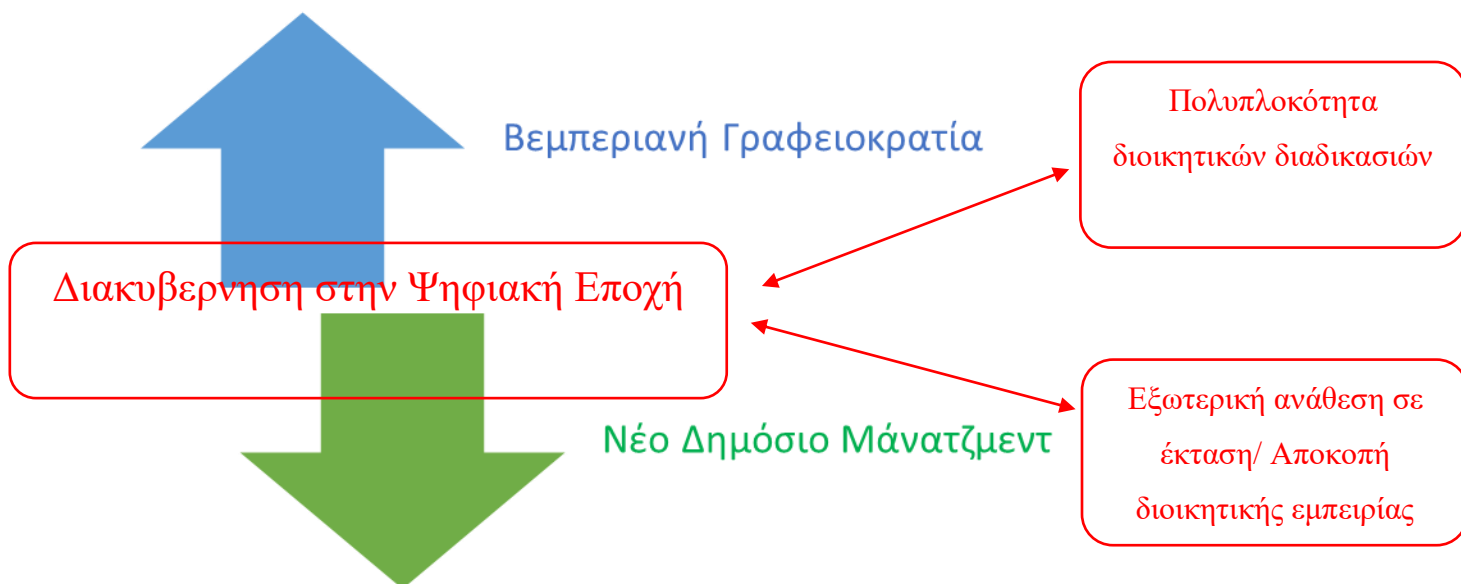 Βεμπεριανή Γραφειοκρατία
Πολυπλοκότητα
διοικητικών διαδικασιών
Διακυβερνηση στην Ψηφιακή Εποχή
Νέο Δημόσιο Μάνατζμεντ
Εξωτερική ανάθεση σε
έκταση/ Αποκοπή
διοικητικής εμπειρίας